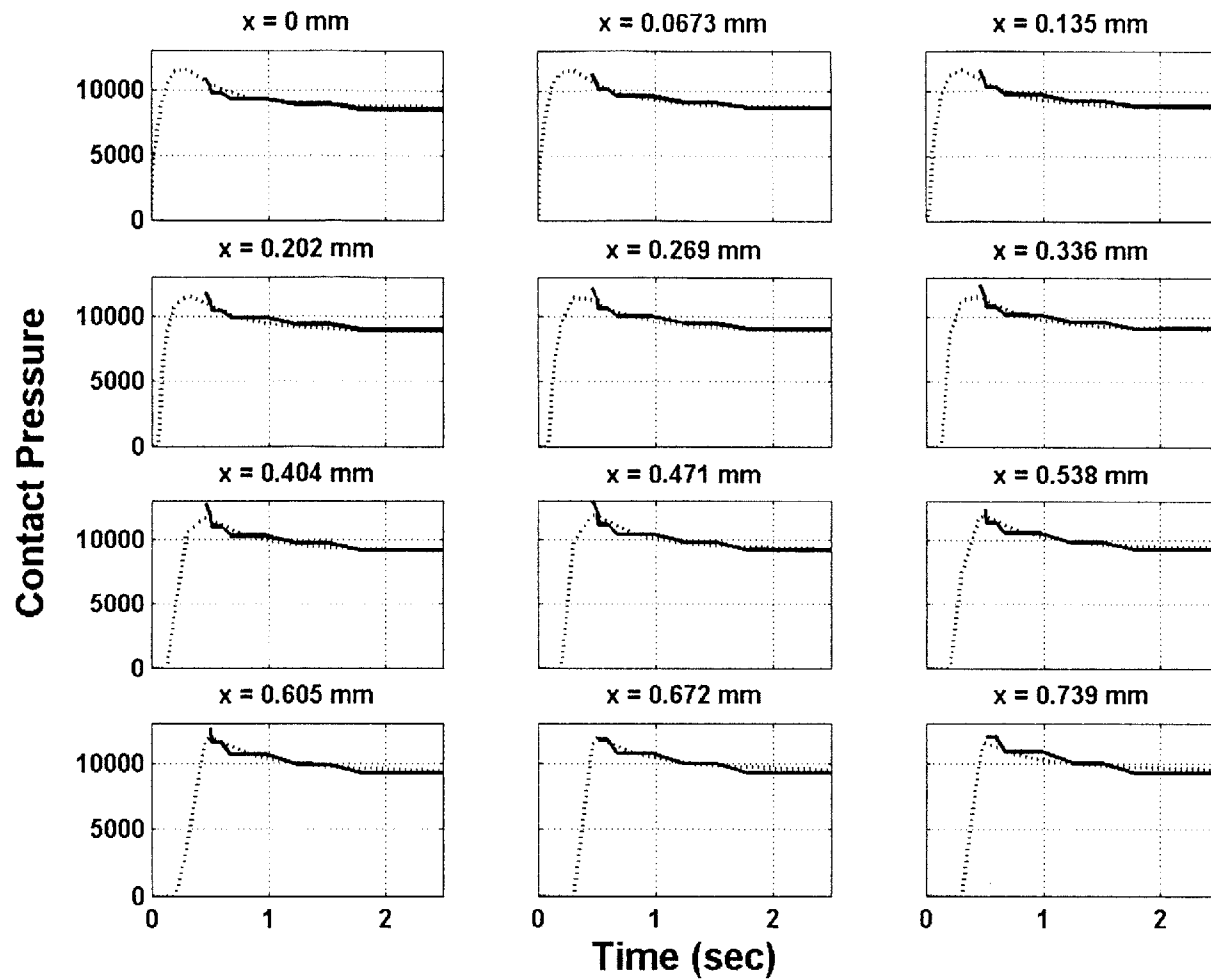 x = 0 mm x = 0.0673 mm x = 0.135 mm
10000
5000
0
x = 0.202 mm x = 0.269 mm x = 0.336 mm
10000
5000
0
x = 0.404 mm x = 0.471 mm x = 0.538 mm
10000
5000
0
x = 0.605 mm x = 0.672 mm x = 0.739 mm
10000
5000
0
0 1 2 0 1 2 0 1 2
Contact Pressure
Time (sec)